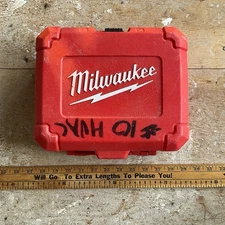 Milwaukee
#10 HVAC
Will Go To Extra Lengths To Please You!